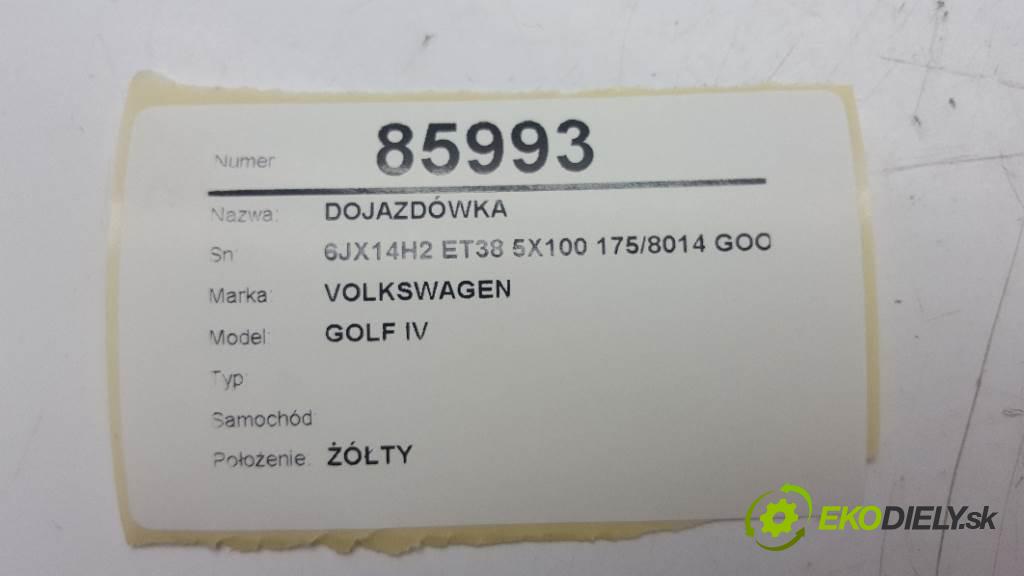 Numer 85993
Nazwa: DOJAZDÓWKA
Sn: 6JX14H2 ET38 5X100 175/8014 GOO
Marka: VOLKSWAGEN
Model: GOLF IV
Typ:
Samochód:
Położenie: ŻÓŁTY
EKODIELY.sk